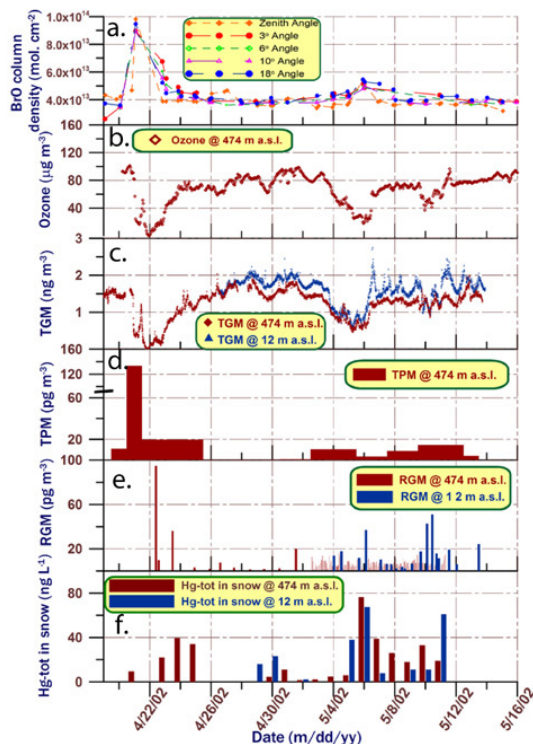 a.
Zenith Angle
3° Angle
6° Angle
10° Angle
18° Angle
BrO column
density (mol. cm⁻²)
1.0x10¹⁴
8.0x10¹³
6.0x10¹³
4.0x10¹³
160
b.
Ozone @ 474 m a.s.l.
Ozone (µg m⁻³)
120
80
40
3
c.
TGM (ng m⁻³)
2
1
160
TGM @ 474 m a.s.l.
TGM @ 12 m a.s.l.
d.
TPM @ 474 m a.s.l.
TPM (pg m⁻³)
120
60
20
100
e.
RGM @ 474 m a.s.l.
RGM @ 1 2 m a.s.l.
RGM (pg m⁻³)
60
20
80
Hg-tot in snow @ 474 m a.s.l.
Hg-tot in snow @ 12 m a.s.l.
f.
Hg-tot in snow (ng L⁻¹)
40
0
4/22/02
4/26/02
4/30/02
5/4/02
5/8/02
5/12/02
5/16/02
Date (m/dd/yy)